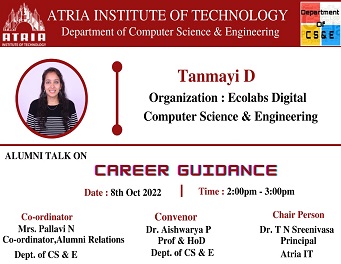 ATRIA INSTITUTE OF TECHNOLOGY
Department of Computer Science & Engineering
ATRIA
INSTITUTE OF TECHNOLOGY
Department
Of
CS&E
Tanmayi D
Organization : Ecolabs Digital
Computer Science & Engineering
ALUMNI TALK ON
CAREER GUIDANCE
Date : 8th Oct 2022
Time : 2:00pm - 3:00pm
Co-ordinator
Mrs. Pallavi N
Co-ordinator,Alumni Relations
Dept. of CS & E
Convenor
Dr. Aishwarya P
Prof & HoD
Dept. of CS & E
Chair Person
Dr. T N Sreenivasa
Principal
Atria IT